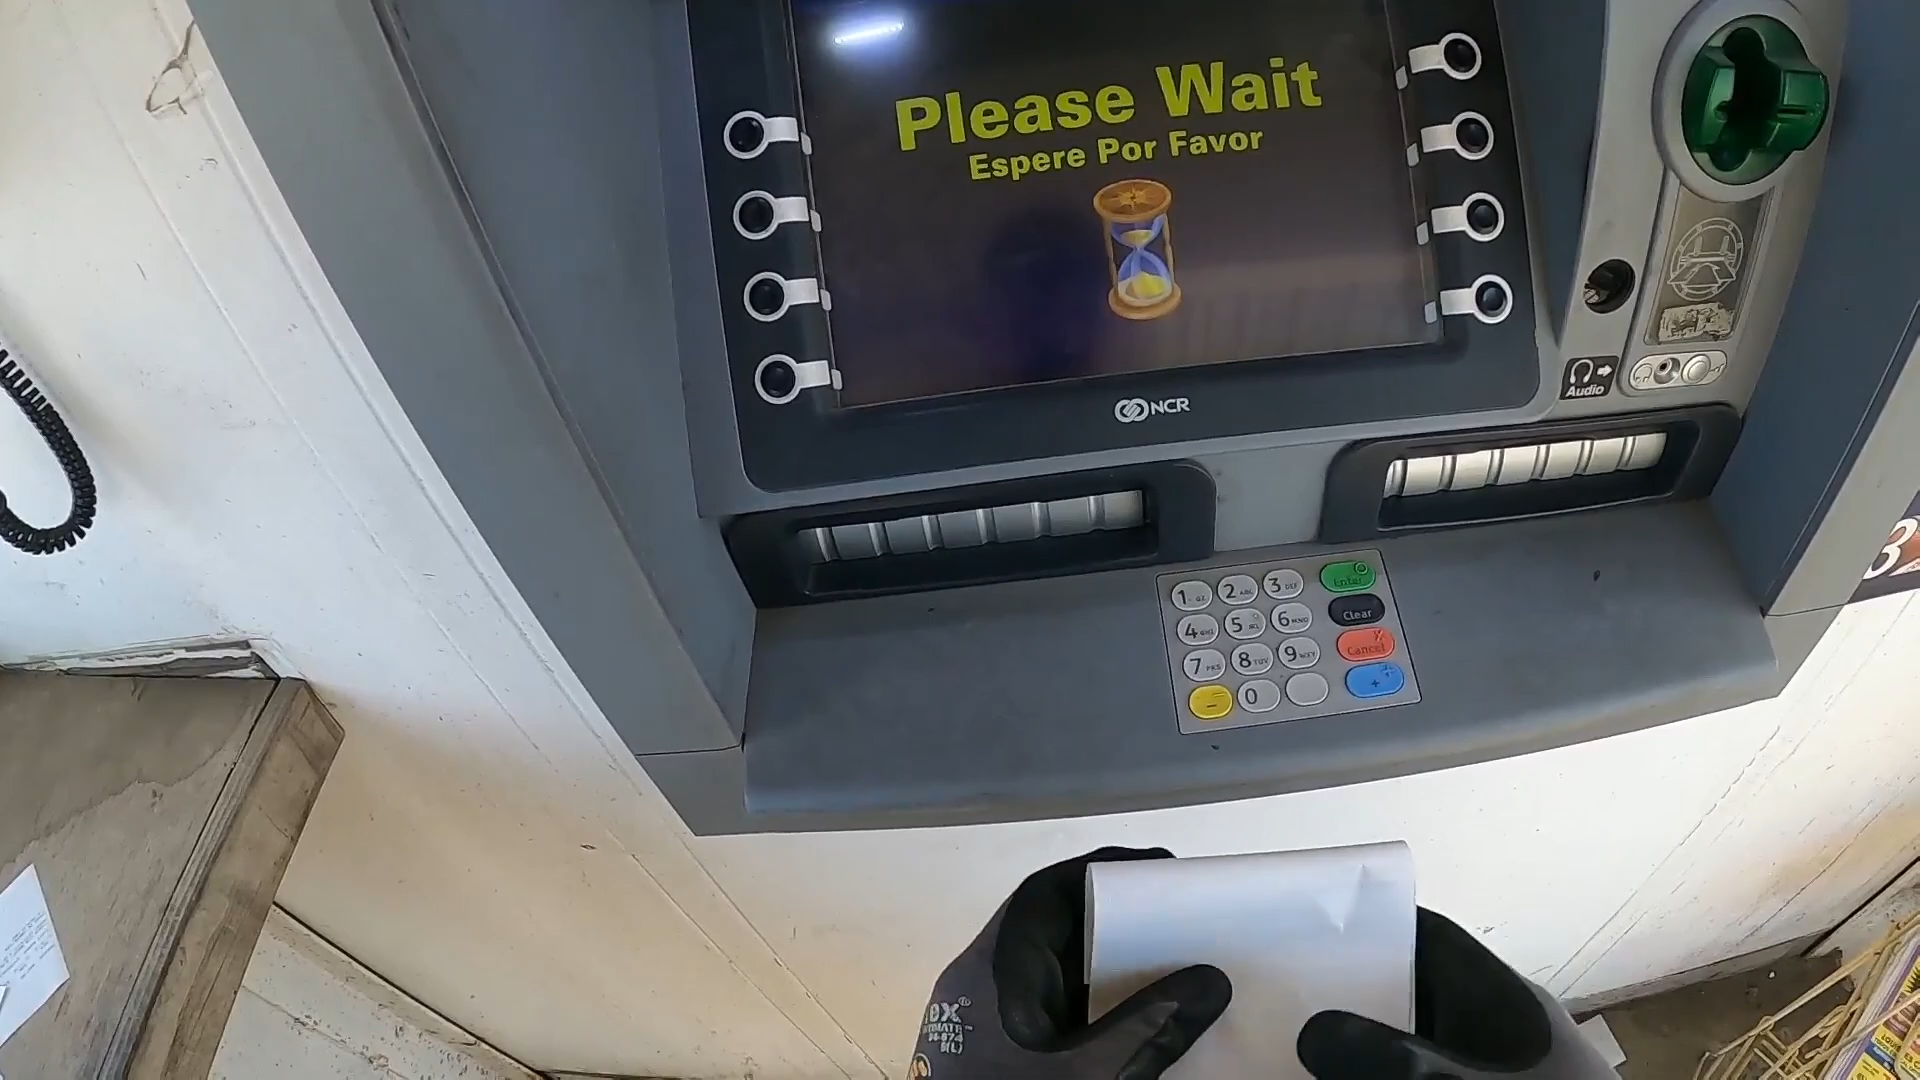 Please Wait
Espere Por Favor
NCR
Audio
1 2 3 Enter
4 5 6 Clear
7 8 9 Cancel
- 0 +
3